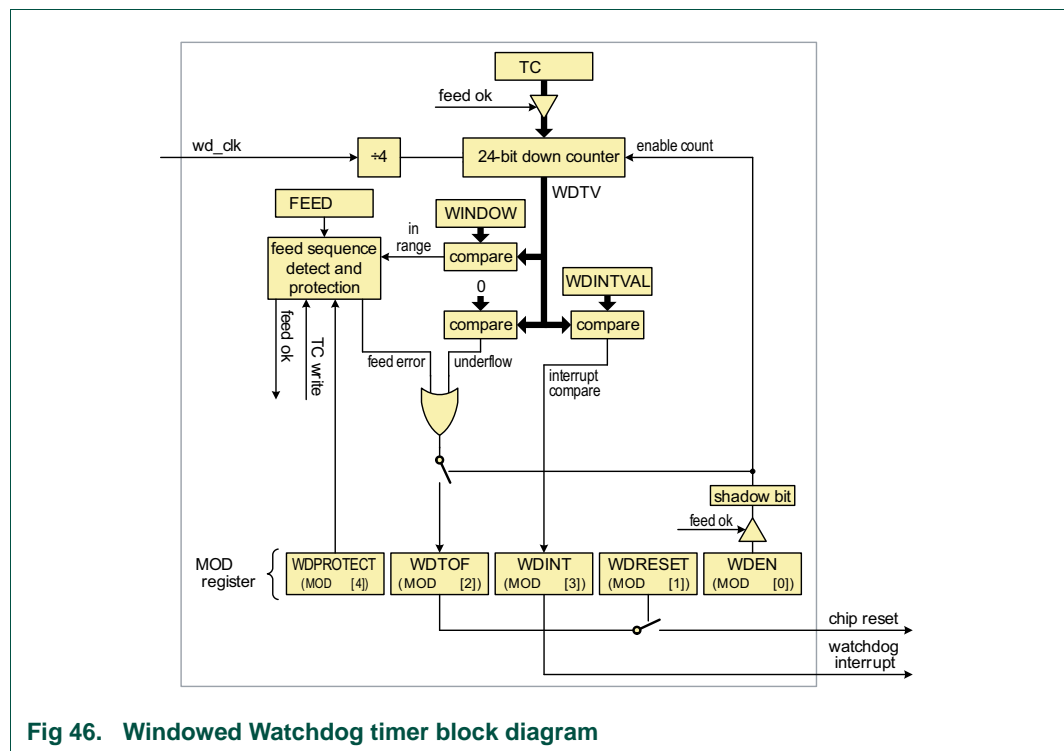 TC
feed ok
wd_clk
÷4
24-bit down counter
enable count
WDTV
FEED
WINDOW
in
range
feed sequence
detect and
protection
compare
WDINTVAL
0
compare
compare
feed ok
TC write
feed error
underflow
interrupt
compare
shadow bit
feed ok
MOD
register
WDPROTECT
(MOD [4])
WDTOF
(MOD [2])
WDINT
(MOD [3])
WDRESET
(MOD [1])
WDEN
(MOD [0])
chip reset
watchdog
interrupt
Fig 46. Windowed Watchdog timer block diagram